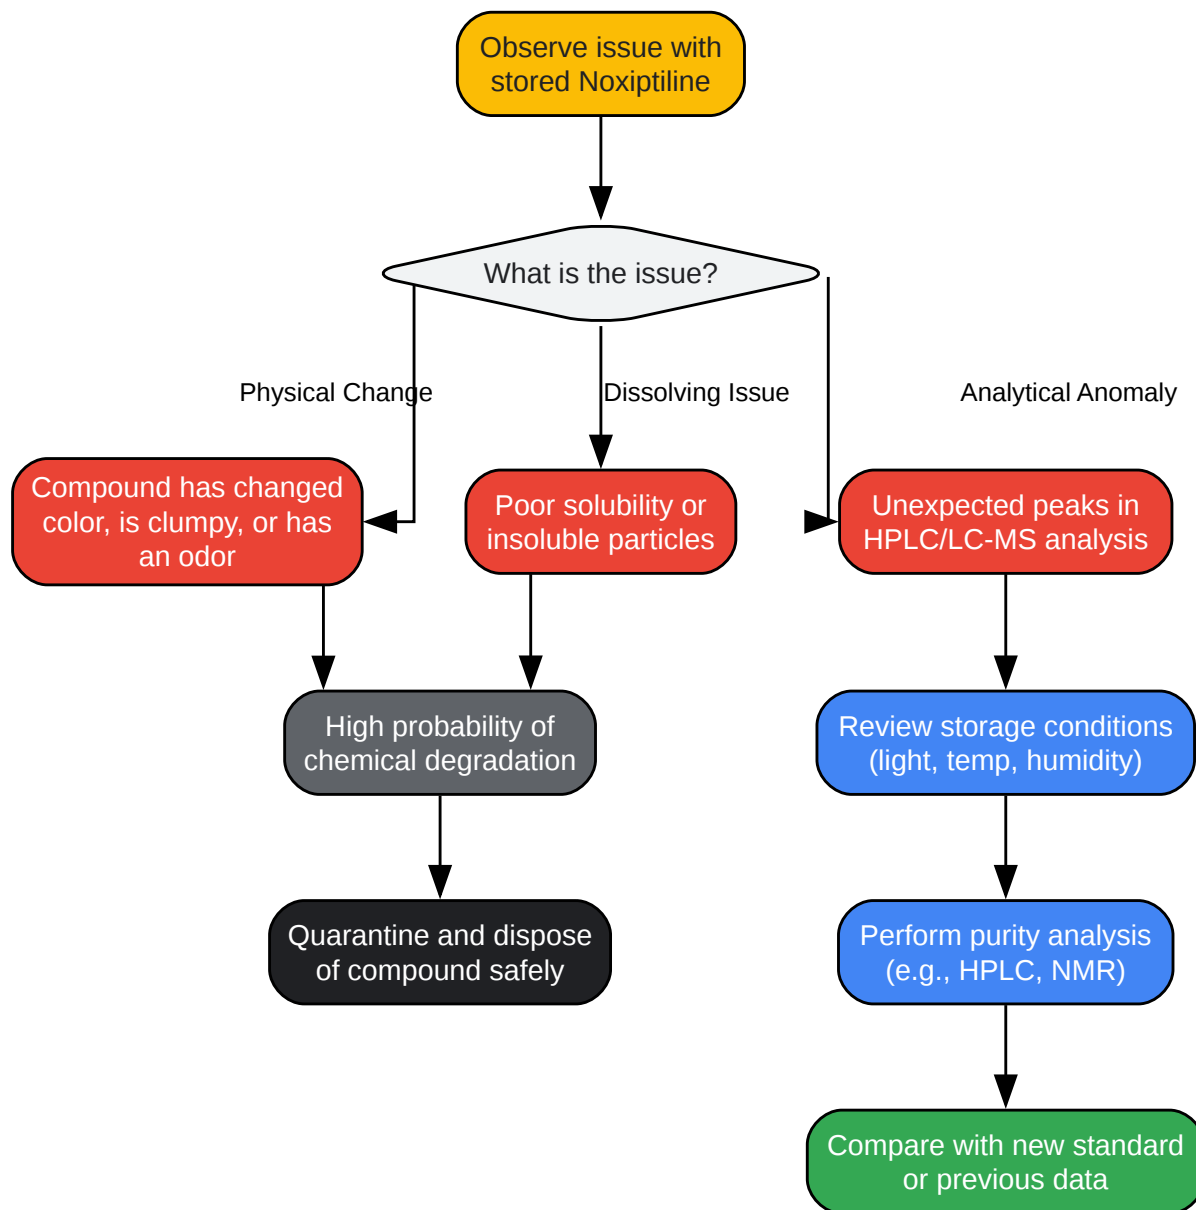 Observe issue with
stored Noxiptiline
What is the issue?
Physical Change
Dissolving Issue
Analytical Anomaly
Compound has changed
color, is clumpy, or has
an odor
Poor solubility or
insoluble particles
Unexpected peaks in
HPLC/LC-MS analysis
High probability of
chemical degradation
Review storage conditions
(light, temp, humidity)
Quarantine and dispose
of compound safely
Perform purity analysis
(e.g., HPLC, NMR)
Compare with new standard
or previous data